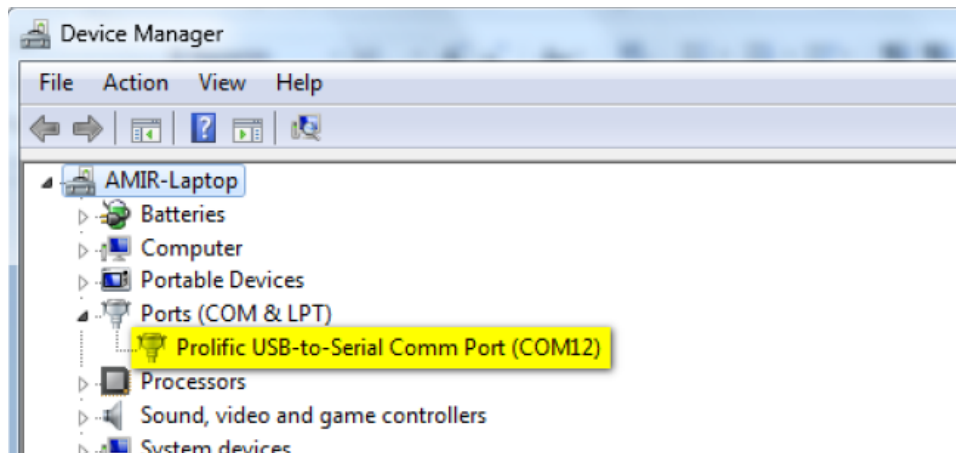 Device Manager
File Action View Help
AMIR-Laptop
Batteries
Computer
Portable Devices
Ports (COM & LPT)
Prolific USB-to-Serial Comm Port (COM12)
Processors
Sound, video and game controllers
System devices